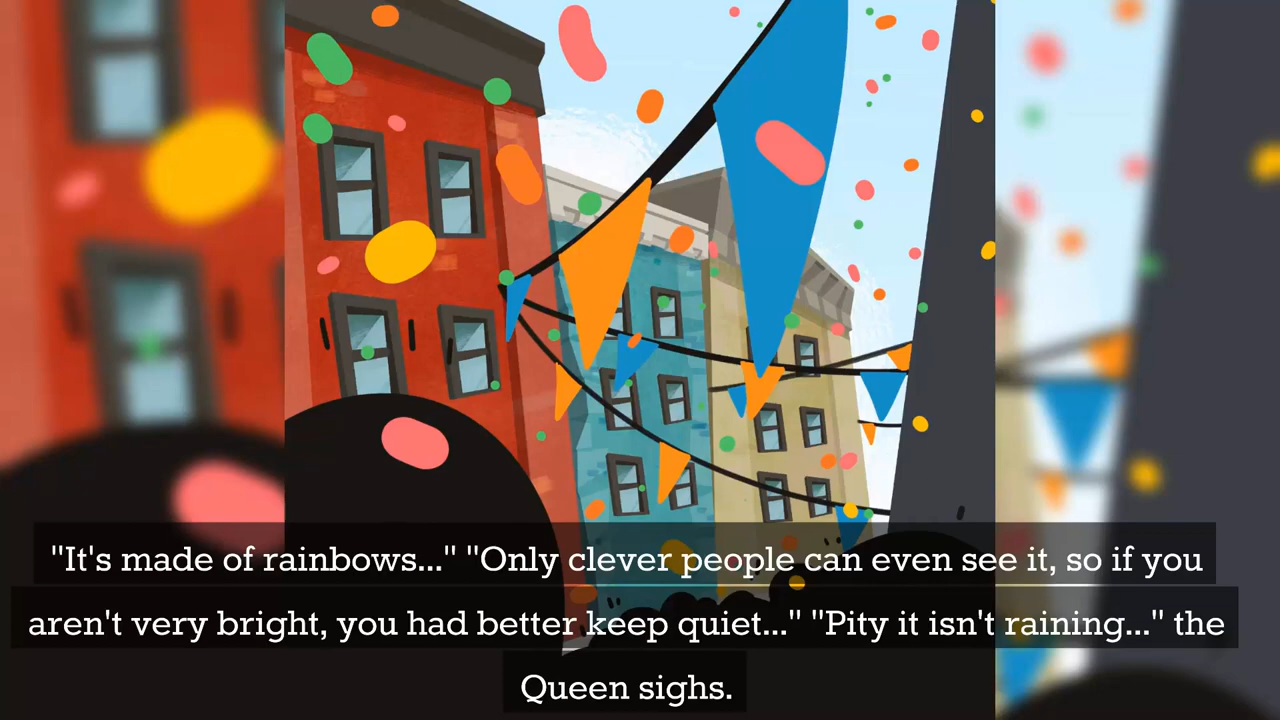 "It's made of rainbows..." "Only clever people can even see it, so if you
aren't very bright, you had better keep quiet..." "Pity it isn't raining..." the
Queen sighs.